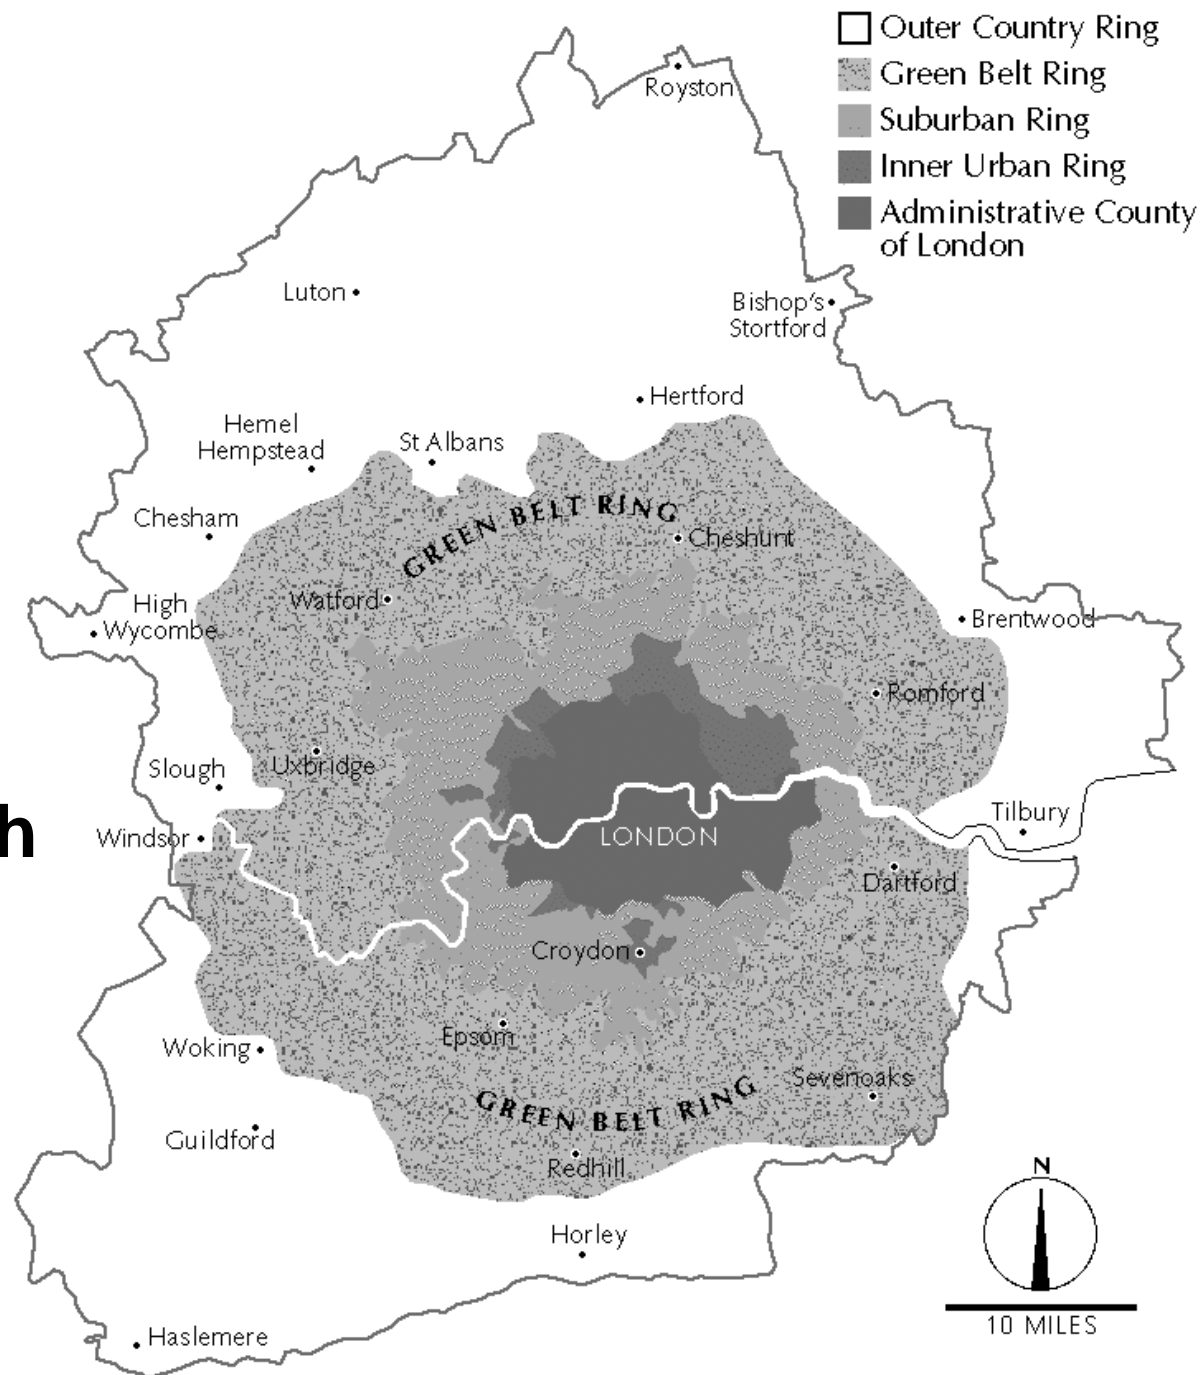 Outer Country Ring
Green Belt Ring
Suburban Ring
Inner Urban Ring
Administrative County
of London
Royston
Luton
Bishop's
Stortford
Hertford
Hemel
Hempstead
St Albans
Chesham
GREEN BELT RING
Cheshunt
High
Wycombe
Watford
Brentwood
Romford
Slough
Uxbridge
h
Windsor
LONDON
Tilbury
Dartford
Croydon
Epsom
Woking
Sevenoaks
GREEN BELT RING
Guildford
Redhill
N
Horley
10 MILES
Haslemere